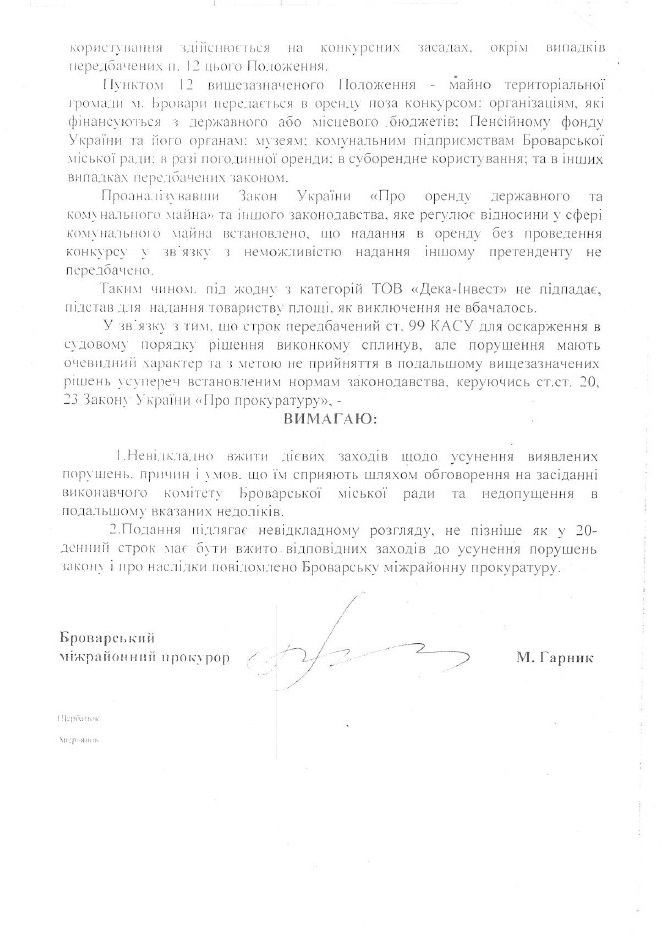 користування здійснюється на конкурсних засадах, окрім випадків
передбачених п. 12 цього Положення.
Пунктом 12 вищезазначеного Положення - майно територіальної
громади м. Бровари передається в оренду поза конкурсом: організаціям, які
фінансуються з державного або місцевого бюджетів; Пенсійному фонду
України та його органам; музеям; комунальним підприємствам Броварської
міської ради; в разі погодинної оренди; в суборендне користування; та в інших
випадках передбачених законом.
Проаналізувавши Закон України «Про оренду державного та
комунального майна» та іншого законодавства, яке регулює відносини у сфері
комунального майна встановлено, що надання в оренду без проведення
конкурсу у зв'язку з неможливістю надання іншому претенденту не
передбачено.
Таким чином, під жодну з категорій ТОВ «Дека-Інвест» не підпадає,
підстав для надання товариству площі, як виключення не вбачалось.
У зв'язку з тим, що строк передбачений ст. 99 КАСУ для оскарження в
судовому порядку рішення виконкому сплинув, але порушення мають
очевидний характер та з метою не прийняття в подальшому вищезазначених
рішень усупереч встановленим нормам законодавства, керуючись ст.ст. 20,
23 Закону України «Про прокуратуру», -
ВИМАГАЮ:
1.Невідкладно вжити дієвих заходів щодо усунення виявлених
порушень, причин і умов, що їм сприяють шляхом обговорення на засіданні
виконавчого комітету Броварської міської ради та недопущення в
подальшому вказаних недоліків.
2.Подання підлягає невідкладному розгляду, не пізніше як у 20-
денний строк має бути вжито відповідних заходів до усунення порушень
закону і про наслідки повідомлено Броварську міжрайонну прокуратуру.
Броварський
міжрайонний прокурор
М. Гарник